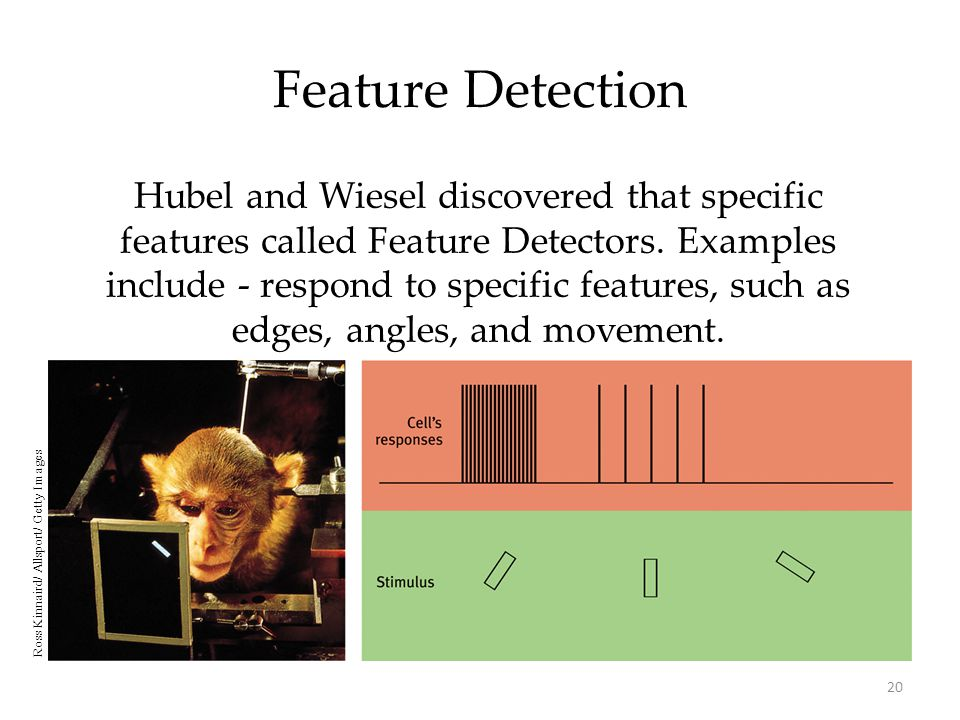 Feature Detection
Hubel and Wiesel discovered that specific
features called Feature Detectors. Examples
include - respond to specific features, such as
edges, angles, and movement.
Ross Kinnaird/ Allsport/ Getty Images
Cell’s
responses
Stimulus
20